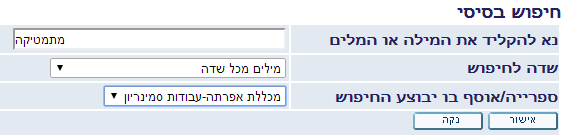 חיפוש בסיסי
נא להקליד את המילה או המלים מתמטיקה
שדה לחיפוש מילים מכל שדה
ספרייה/אוסף בו יבוצע החיפוש מכללת אפרתה-עבודות סמינריון
אישור נקה